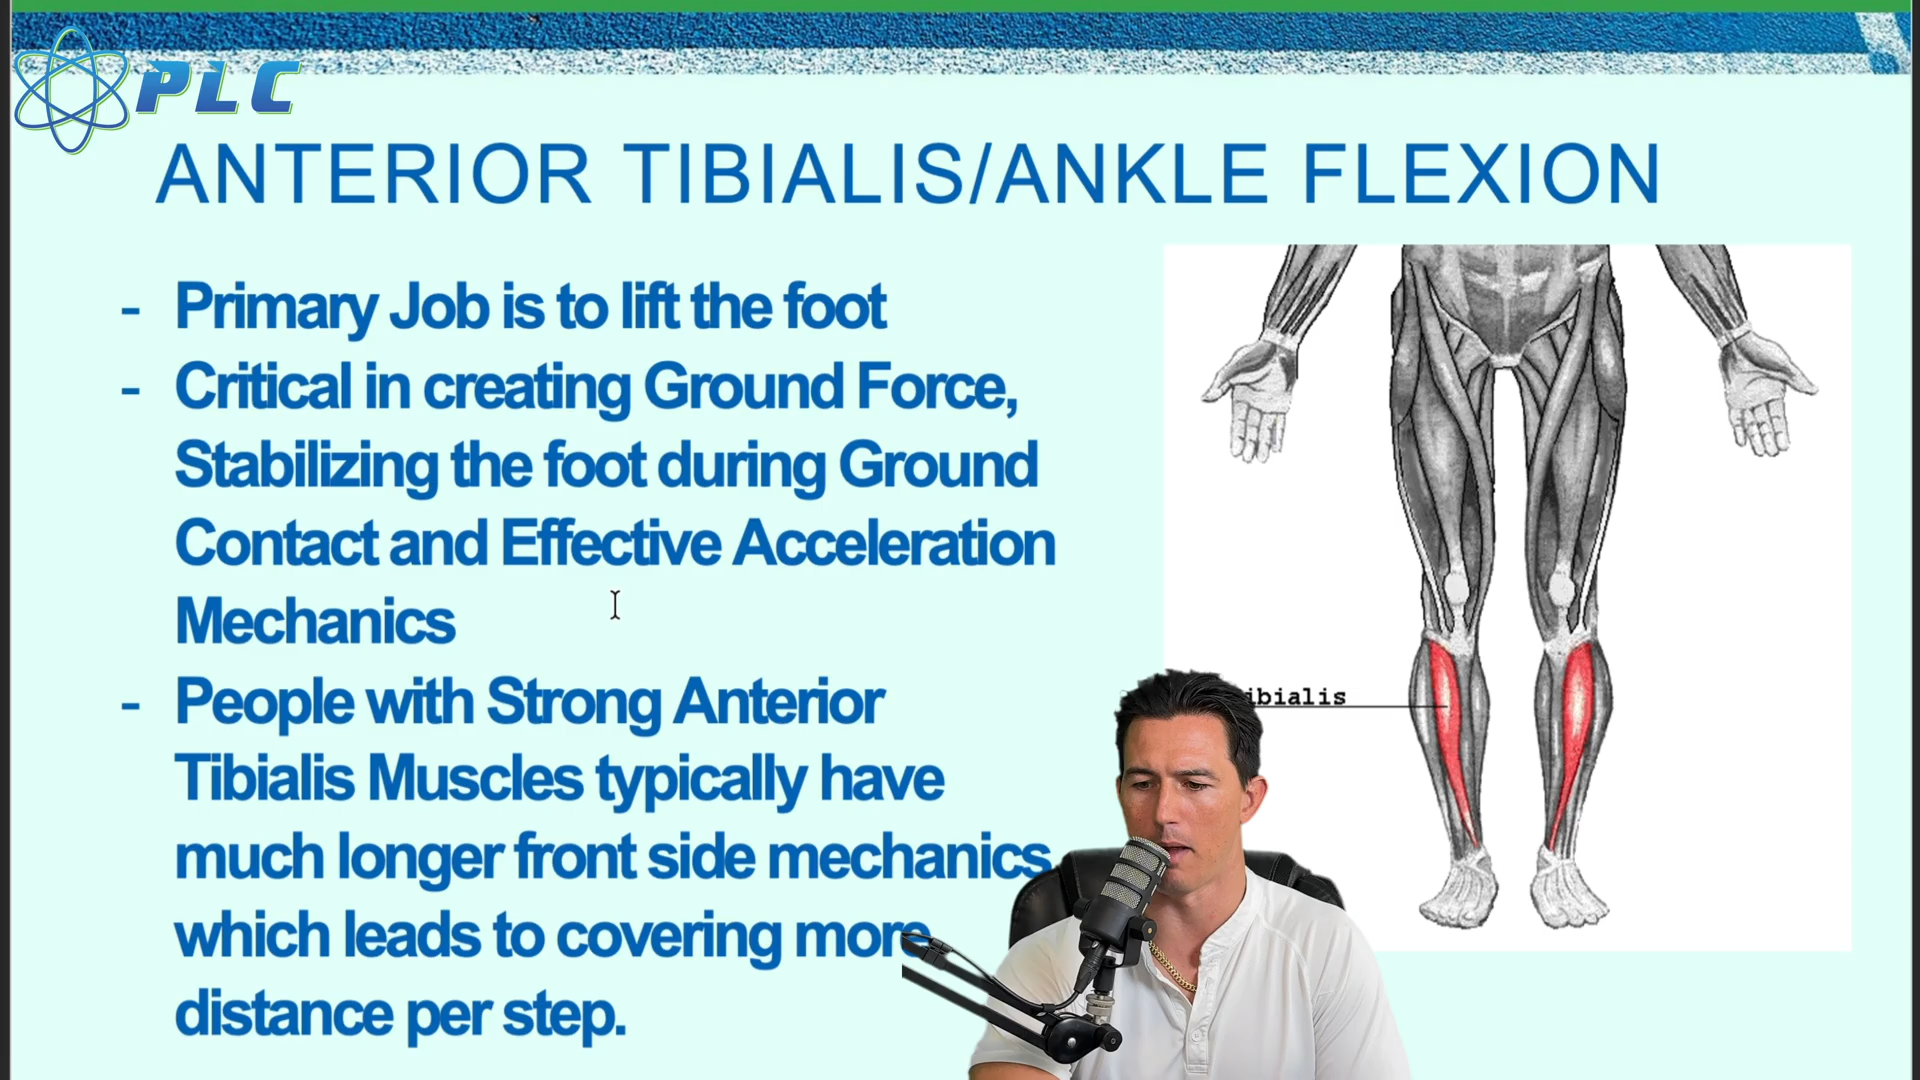 PLC
ANTERIOR TIBIALIS/ANKLE FLEXION
- Primary Job is to lift the foot
- Critical in creating Ground Force,
Stabilizing the foot during Ground
Contact and Effective Acceleration
Mechanics
- People with Strong Anterior
Tibialis Muscles typically have
much longer front side mechanics
which leads to covering more
distance per step.
ibialis